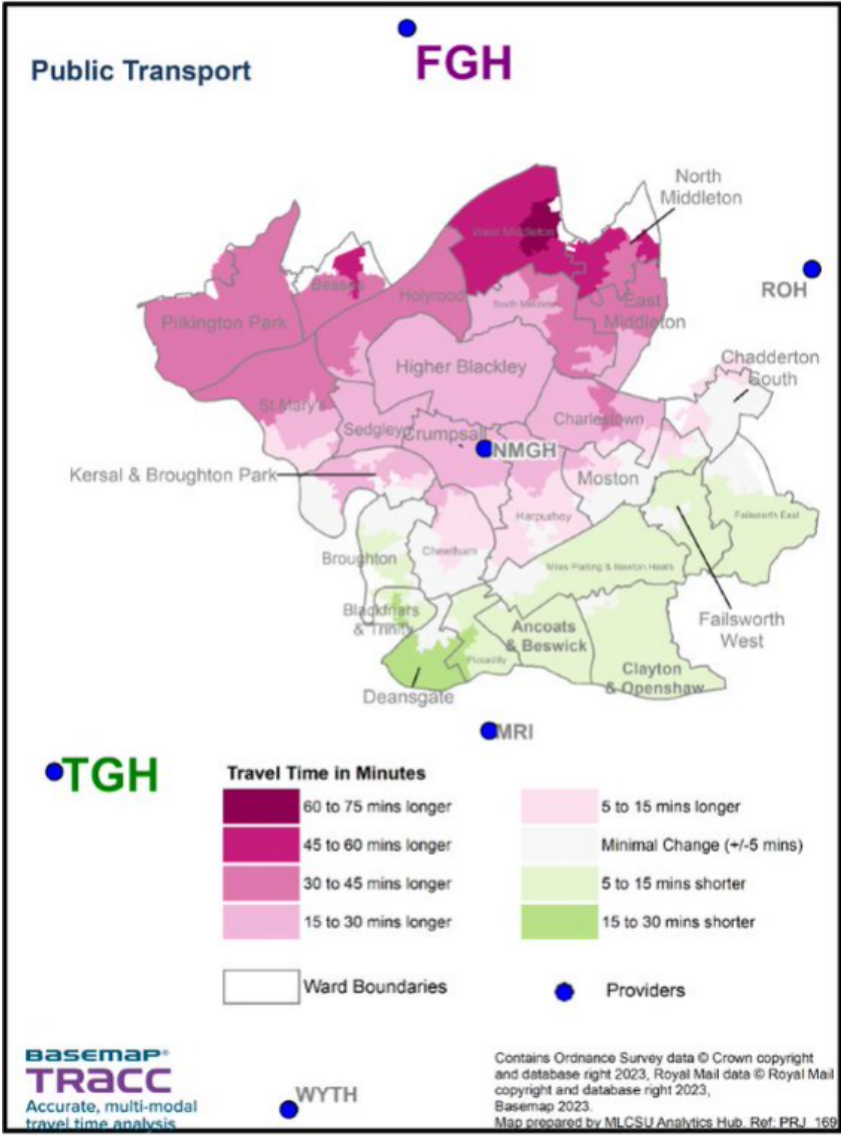 Public Transport
FGH
North
Middleton
West Middleton
ROH
Besses
Holyrood
South Middleton
East
Middleton
Pilkington Park
Chadderton
South
Higher Blackley
St Mary's
Charlestown
Sedgley
Crumpsall
NMGH
Kersal & Broughton Park
Moston
Harpurhey
Failsworth East
Cheetham
Broughton
Miles Platting & Newton Heath
Blackfriars
& Trinity
Failsworth
West
Ancoats
& Beswick
Piccadilly
Clayton
& Openshaw
Deansgate
MRI
TGH
Travel Time in Minutes
60 to 75 mins longer
5 to 15 mins longer
45 to 60 mins longer
Minimal Change (+/-5 mins)
30 to 45 mins longer
5 to 15 mins shorter
15 to 30 mins longer
15 to 30 mins shorter
Ward Boundaries
Providers
BASEMAP®
TRACC
Accurate, multi-modal
travel time analysis
WYTH
Contains Ordnance Survey data © Crown copyright
and database right 2023, Royal Mail data © Royal Mail
copyright and database right 2023,
Basemap 2023.
Map prepared by MLCSU Analytics Hub. Ref: PRJ_169